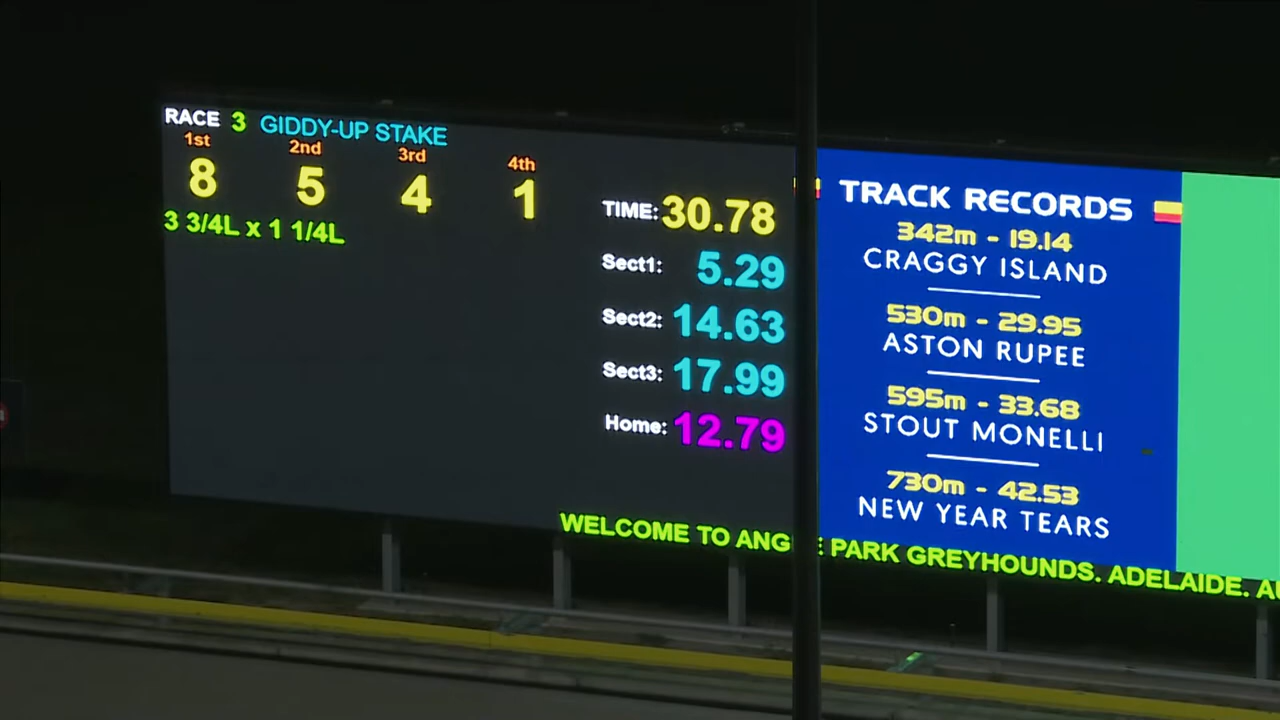 RACE 3 GIDDY-UP STAKE
1st 2nd 3rd 4th
8 5 4 1
3 3/4L x 1 1/4L
TIME: 30.78
Sect1: 5.29
Sect2: 14.63
Sect3: 17.99
Home: 12.79
TRACK RECORDS
342m - 19.14
CRAGGY ISLAND
530m - 29.95
ASTON RUPEE
595m - 33.68
STOUT MONELLI
730m - 42.53
NEW YEAR TEARS
WELCOME TO ANGLE PARK GREYHOUNDS. ADELAIDE.